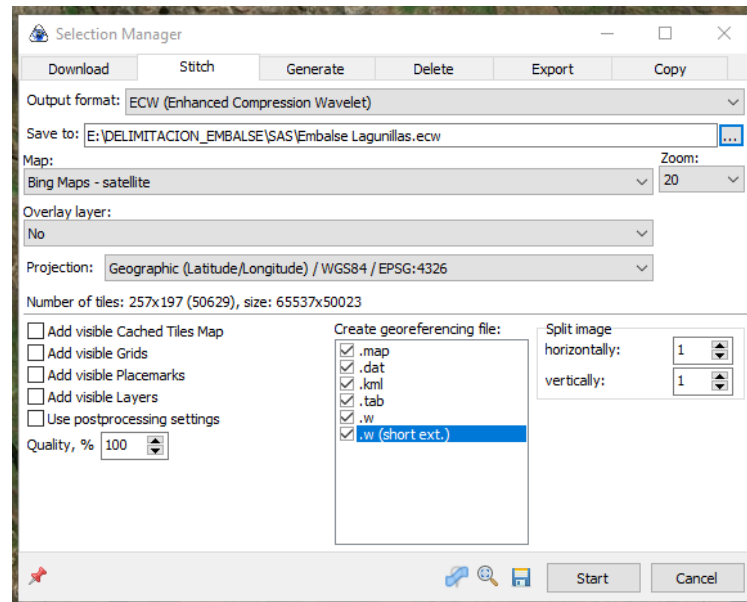 Selection Manager
Download Stitch Generate Delete Export Copy
Output format: ECW (Enhanced Compression Wavelet)
Save to: E:\DELIMITACION_EMBALSE\SAS\Embalse Lagunillas.ecw ...
Map: Zoom:
Bing Maps - satellite 20
Overlay layer:
No
Projection: Geographic (Latitude/Longitude) / WGS84 / EPSG:4326
Number of tiles: 257x197 (50629), size: 65537x50023
Add visible Cached Tiles Map
Add visible Grids
Add visible Placemarks
Add visible Layers
Use postprocessing settings
Quality, % 100
Create georeferencing file:
.map
.dat
.kml
.tab
.w
.w (short ext.)
Split image
horizontally: 1
vertically: 1
Start Cancel